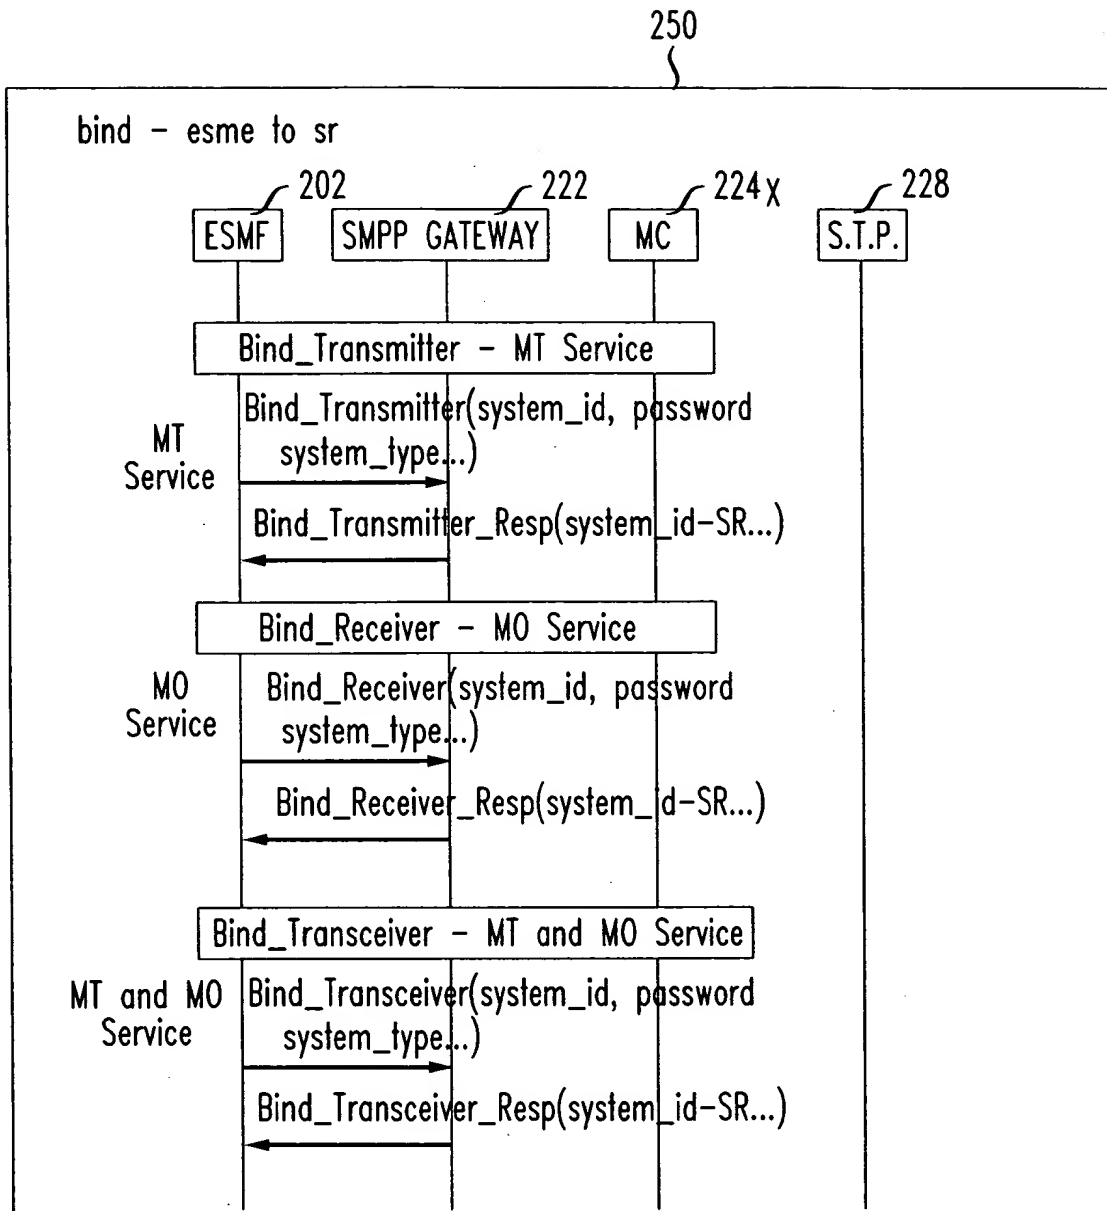 250
bind - esme to sr
202
222
224x
228
ESMF
SMPP GATEWAY
MC
S.T.P.
Bind_Transmitter - MT Service
Bind_Transmitter(system_id, password
system_type...)
MT
Service
Bind_Transmitter_Resp(system_id-SR...)
Bind_Receiver - MO Service
MO
Service
Bind_Receiver(system_id, password
system_type...)
Bind_Receiver_Resp(system_id-SR...)
Bind_Transceiver - MT and MO Service
MT and MO
Service
Bind_Transceiver(system_id, password
system_type...)
Bind_Transceiver_Resp(system_id-SR...)